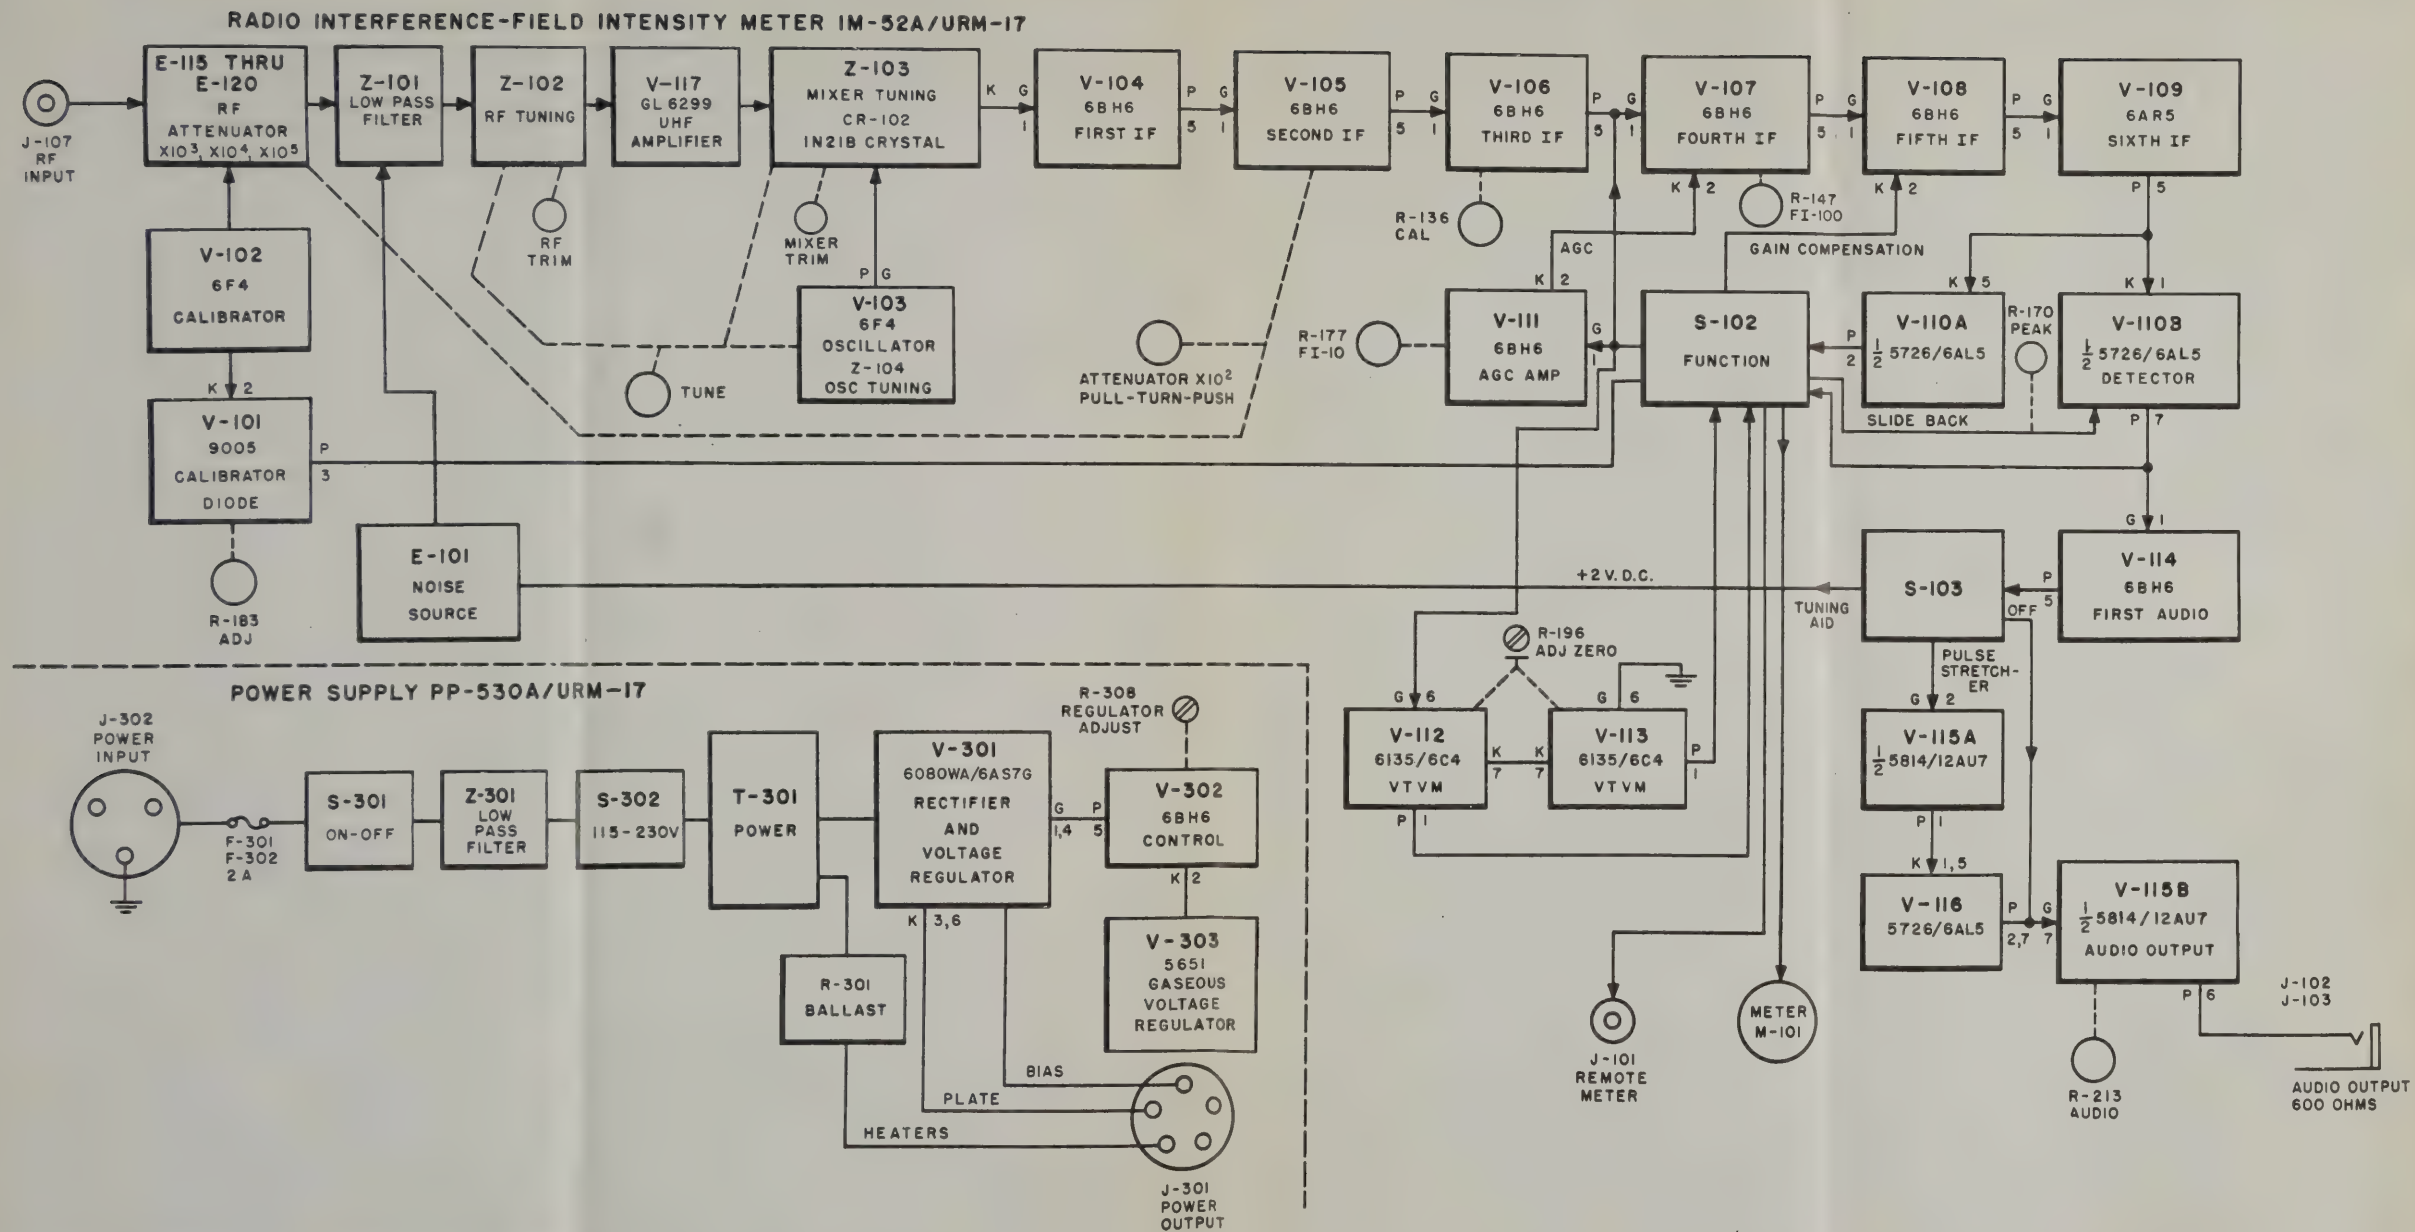 RADIO INTERFERENCE-FIELD INTENSITY METER IM-52A/URM-17
J-107
RF
INPUT
E-115 THRU
E-120
RF
ATTENUATOR
X10³, X10⁴, X10⁵
Z-101
LOW PASS
FILTER
Z-102
RF TUNING
V-117
GL 6299
UHF
AMPLIFIER
Z-103
MIXER TUNING
CR-102
IN21B CRYSTAL
K G
1
V-104
6BH6
FIRST IF
P G
5 1
V-105
6BH6
SECOND IF
P G
5 1
V-106
6BH6
THIRD IF
P G
5 1
V-107
6BH6
FOURTH IF
P G
5 1
V-108
6BH6
FIFTH IF
P G
5 1
V-109
6AR5
SIXTH IF
P 5
RF
TRIM
MIXER
TRIM
R-136
CAL
K 2
R-147
FI-100
K 2
V-102
6F4
CALIBRATOR
K 2
P G
V-103
6F4
OSCILLATOR
Z-104
OSC TUNING
TUNE
ATTENUATOR X10²
PULL-TURN-PUSH
AGC
GAIN COMPENSATION
K 2
R-177
FI-10
V-111
6BH6
AGC AMP
G
1
S-102
FUNCTION
P
2
K 5
V-110A
½ 5726/6AL5
R-170
PEAK
K 1
V-110B
½ 5726/6AL5
DETECTOR
SLIDE BACK
P 7
V-101
9005
CALIBRATOR
DIODE
P
3
R-183
ADJ
E-101
NOISE
SOURCE
+2V.D.C.
TUNING
AID
S-103
OFF
P
5
G 1
V-114
6BH6
FIRST AUDIO
PULSE
STRETCH-
ER
R-196
ADJ ZERO
G 6
V-112
6135/6C4
VTVM
P 1
K K
7 7
G 6
V-113
6135/6C4
VTVM
P
1
G 2
V-115A
½ 5814/12AU7
P 1
K 1,5
V-116
5726/6AL5
P G
2,7 7
V-115B
½ 5814/12AU7
AUDIO OUTPUT
P 6
J-102
J-103
AUDIO OUTPUT
600 OHMS
R-213
AUDIO
J-101
REMOTE
METER
METER
M-101
POWER SUPPLY PP-530A/URM-17
J-302
POWER
INPUT
F-301
F-302
2A
S-301
ON-OFF
Z-301
LOW
PASS
FILTER
S-302
115-230V
T-301
POWER
V-301
6080WA/6AS7G
RECTIFIER
AND
VOLTAGE
REGULATOR
G P
1,4 5
R-308
REGULATOR
ADJUST
V-302
6BH6
CONTROL
K 2
V-303
5651
GASEOUS
VOLTAGE
REGULATOR
K 3,6
R-301
BALLAST
BIAS
PLATE
HEATERS
J-301
POWER
OUTPUT